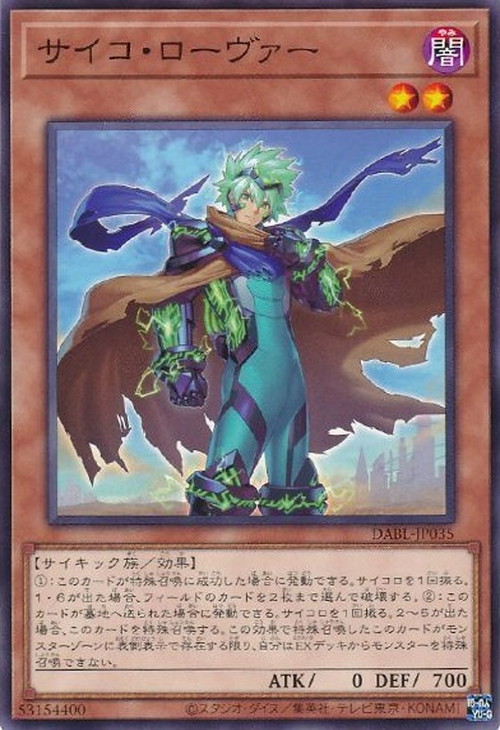 サイコ・ローヴァー
闇
やみ
DABL-JP035
【サイキック族／効果】
①：このカードが特殊召喚に成功した場合に発動できる。サイコロを１回振る。
１・６が出た場合、フィールドのカードを２枚まで選んで破壊する。②：こ
のカードが墓地へ送られた場合に発動できる。サイコロを１回振る。２～５が出た
場合、このカードを特殊召喚する。この効果で特殊召喚したこのカードがモン
スターゾーンに表側表示で存在する限り、自分はEXデッキからモンスターを特殊
召喚できない。
ATK/ 0 DEF/ 700
53154400
©スタジオ・ダイス／集英社・テレビ東京・KONAMI